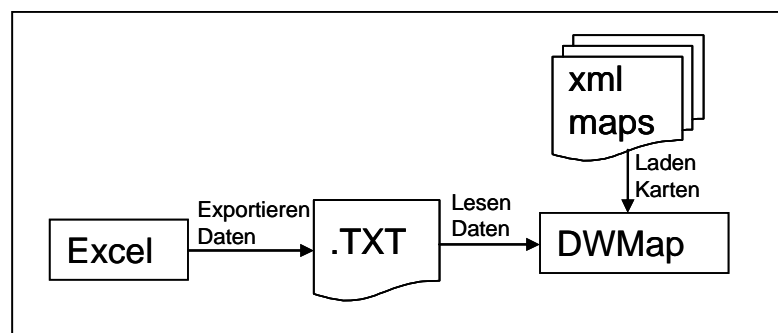 xml
maps
Laden
Karten
Exportieren
Daten
Lesen
Daten
Excel
.TXT
DWMap